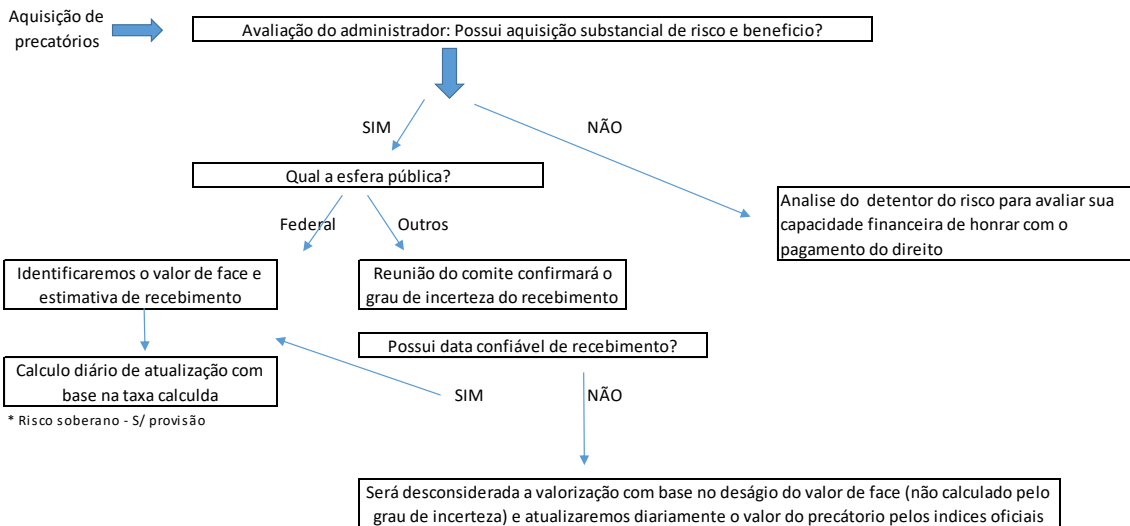 Aquisição de
precatórios
Avaliação do administrador: Possui aquisição substancial de risco e beneficio?
SIM
NÃO
Qual a esfera pública?
Analise do  detentor do risco para avaliar sua
capacidade financeira de honrar com o
pagamento do direito
Federal
Outros
Identificaremos o valor de face e
estimativa de recebimento
Reunião do comite confirmará o
grau de incerteza do recebimento
Possui data confiável de recebimento?
Calculo diário de atualização com
base na taxa calculda
SIM
NÃO
* Risco soberano - S/ provisão
Será desconsiderada a valorização com base no deságio do valor de face (não calculado pelo
grau de incerteza) e atualizaremos diariamente o valor do precátorio pelos indices oficiais